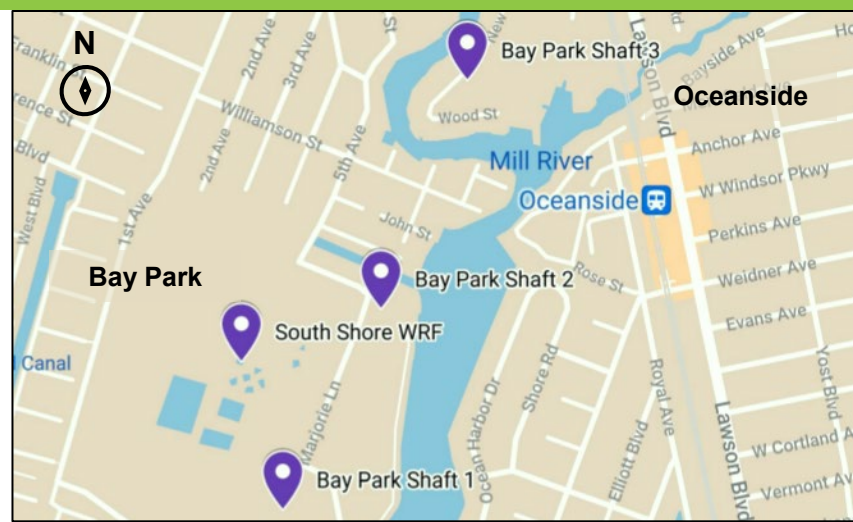 N
Franklin St
2nd Ave
3rd Ave
St
New
Bay Park Shaft 3
Rd
Lawson Blvd
Bayside Ave
Oceanside
Williamson St
5th Ave
Wood St
Mill River
Anchor Ave
Blvd
2nd Ave
W Windsor Pkwy
Oceanside
West Blvd
1st Ave
John St
Perkins Ave
Bay Park
Bay Park Shaft 2
Rose St
Weidner Ave
South Shore WRF
Evans Ave
Canal
Marjorie Ln
Ocean Harbor Dr
Shore Rd
Royal Ave
Yost Blvd
Elliott Blvd
Lawson Blvd
W Cortland A
Bay Park Shaft 1
Vermont Av